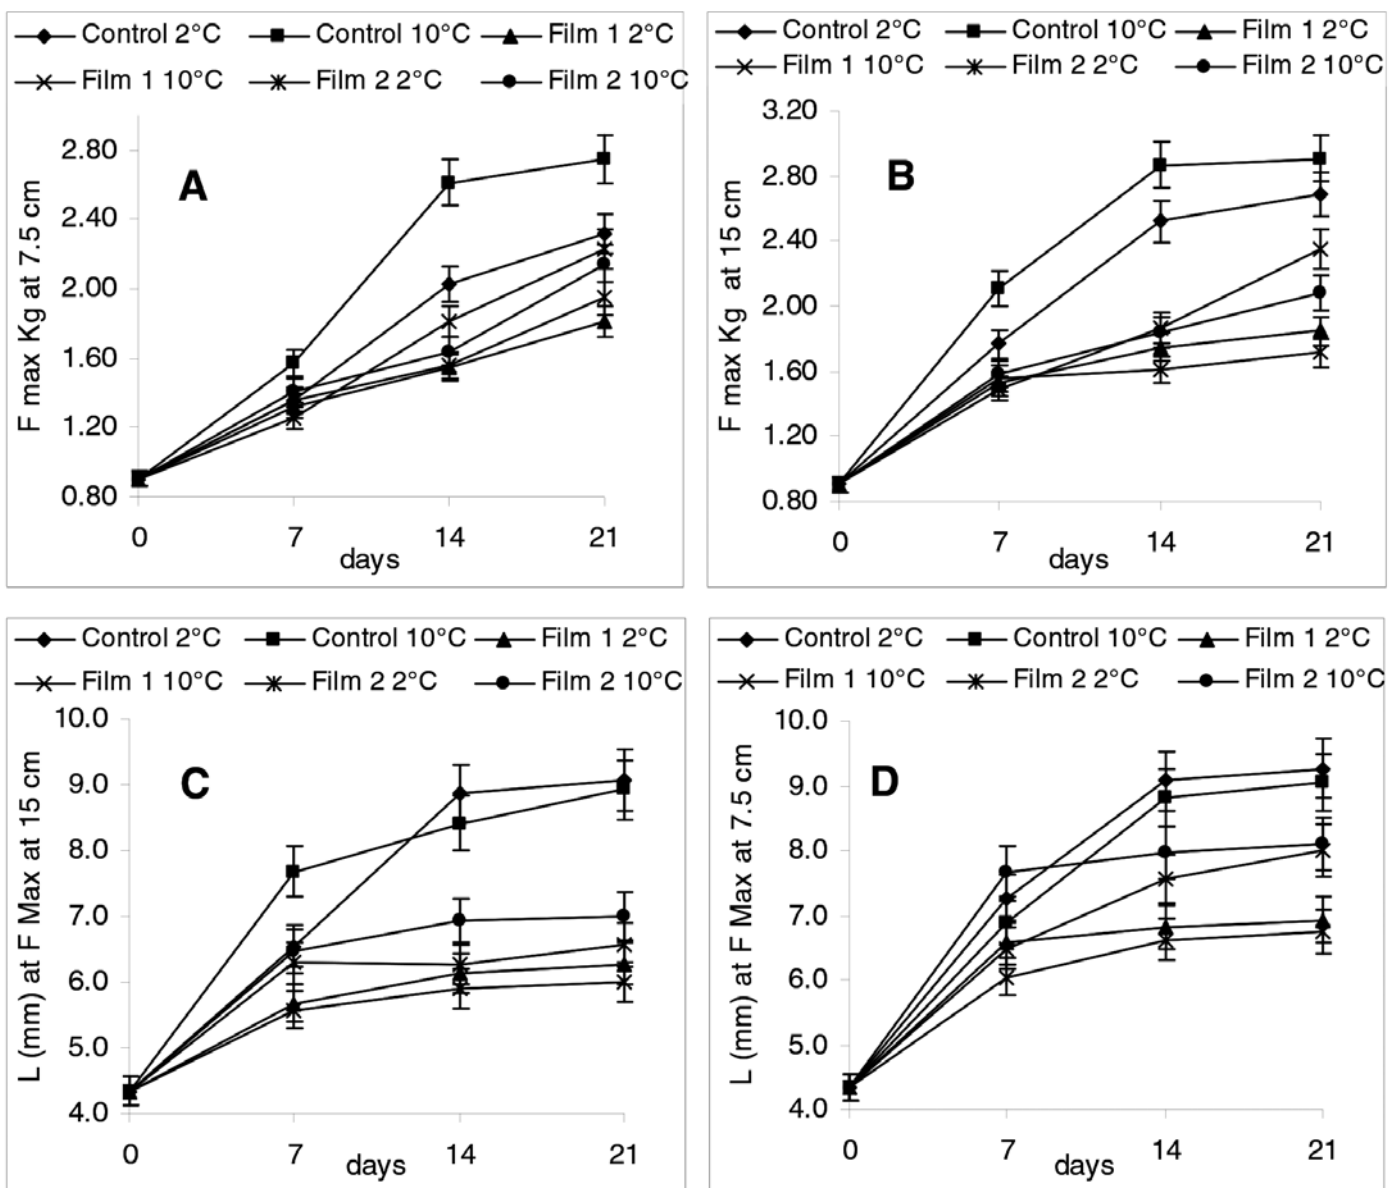 Control 2°C Control 10°C Film 1 2°C
Film 1 10°C Film 2 2°C Film 2 10°C
A
F max Kg at 7.5 cm
2.80
2.40
2.00
1.60
1.20
0.80
0 7 14 21
days
Control 2°C Control 10°C Film 1 2°C
Film 1 10°C Film 2 2°C Film 2 10°C
B
F max Kg at 15 cm
3.20
2.80
2.40
2.00
1.60
1.20
0.80
0 7 14 21
days
Control 2°C Control 10°C Film 1 2°C
Film 1 10°C Film 2 2°C Film 2 10°C
C
L (mm) at F Max at 15 cm
10.0
9.0
8.0
7.0
6.0
5.0
4.0
0 7 14 21
days
Control 2°C Control 10°C Film 1 2°C
Film 1 10°C Film 2 2°C Film 2 10°C
D
L (mm) at F Max at 7.5 cm
10.0
9.0
8.0
7.0
6.0
5.0
4.0
0 7 14 21
days